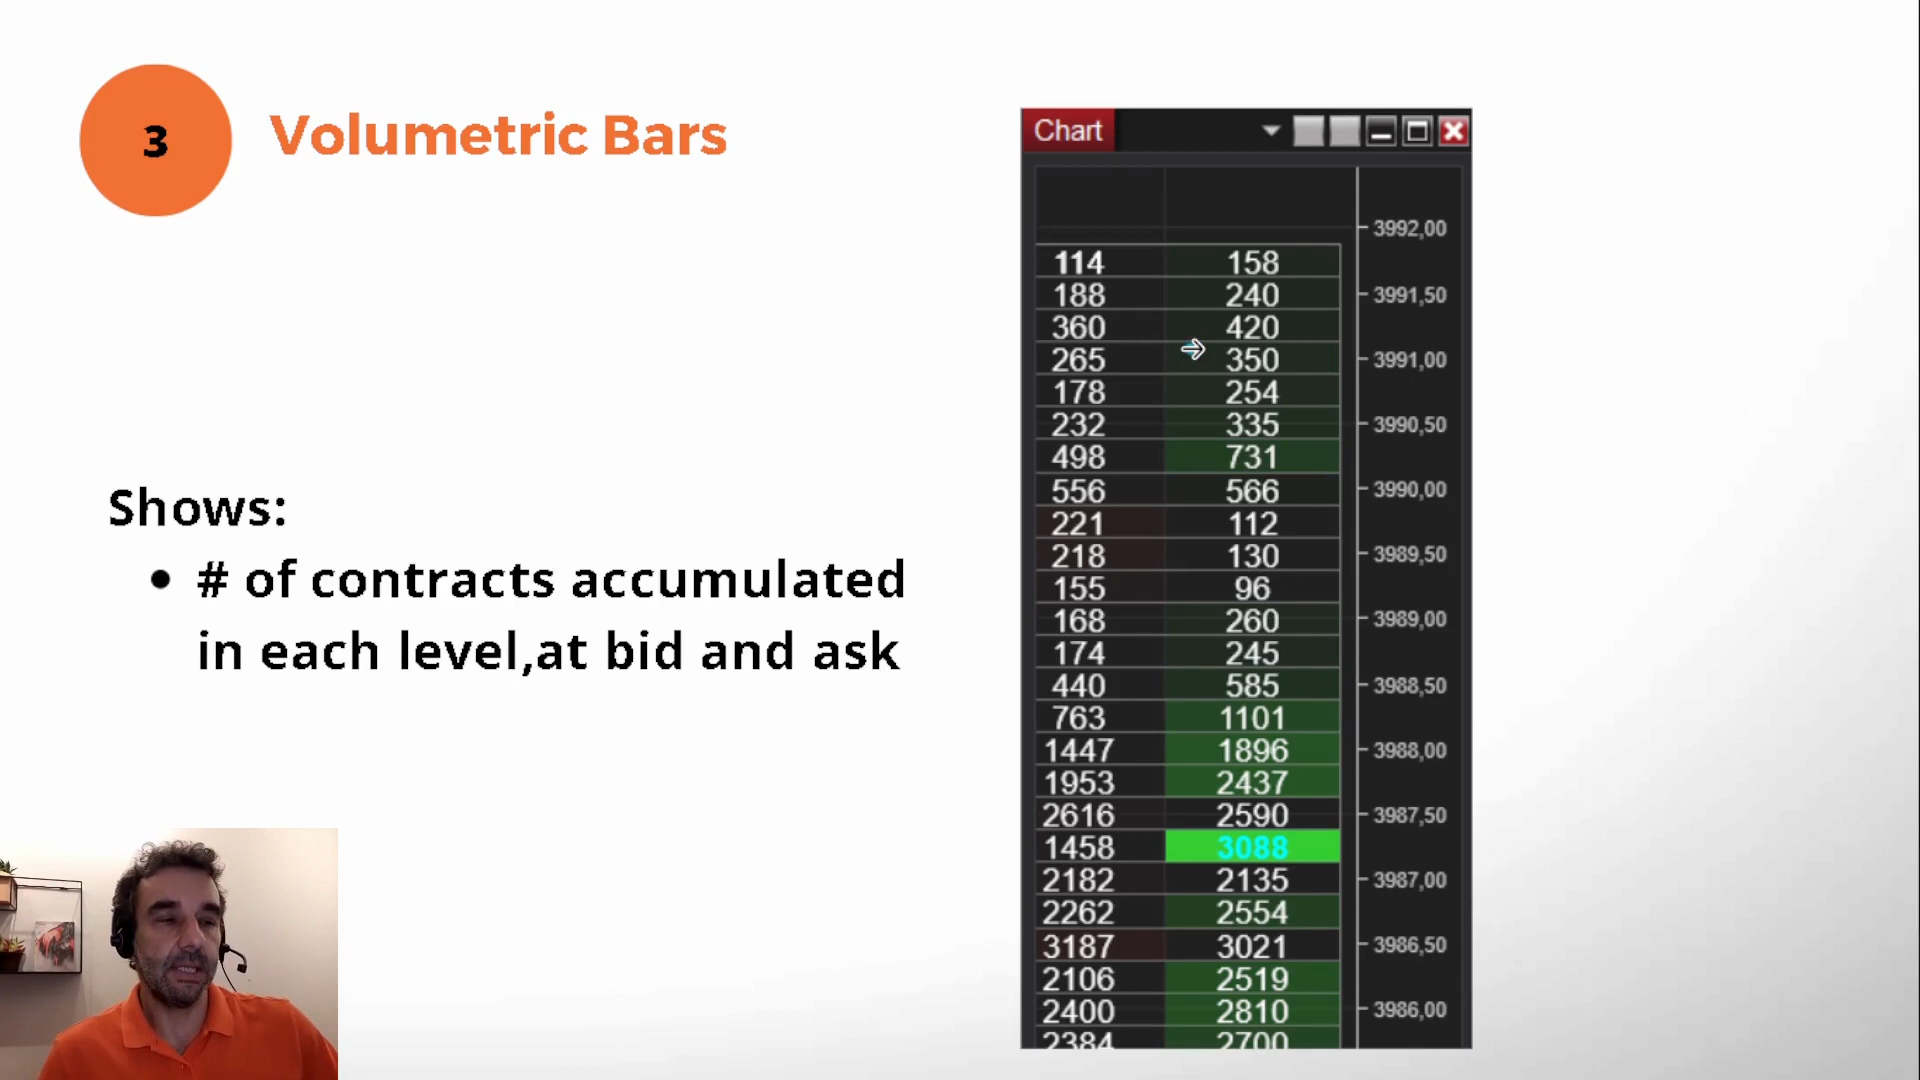 3
Volumetric Bars
Shows:
• # of contracts accumulated
in each level,at bid and ask
Chart
3992,00
114 158
188 240 3991,50
360 420
265 350 3991,00
178 254
232 335 3990,50
498 731
556 566 3990,00
221 112
218 130 3989,50
155 96
168 260 3989,00
174 245
440 585 3988,50
763 1101
1447 1896 3988,00
1953 2437
2616 2590 3987,50
1458 3088
2182 2135 3987,00
2262 2554
3187 3021 3986,50
2106 2519
2400 2810 3986,00
2384 2700